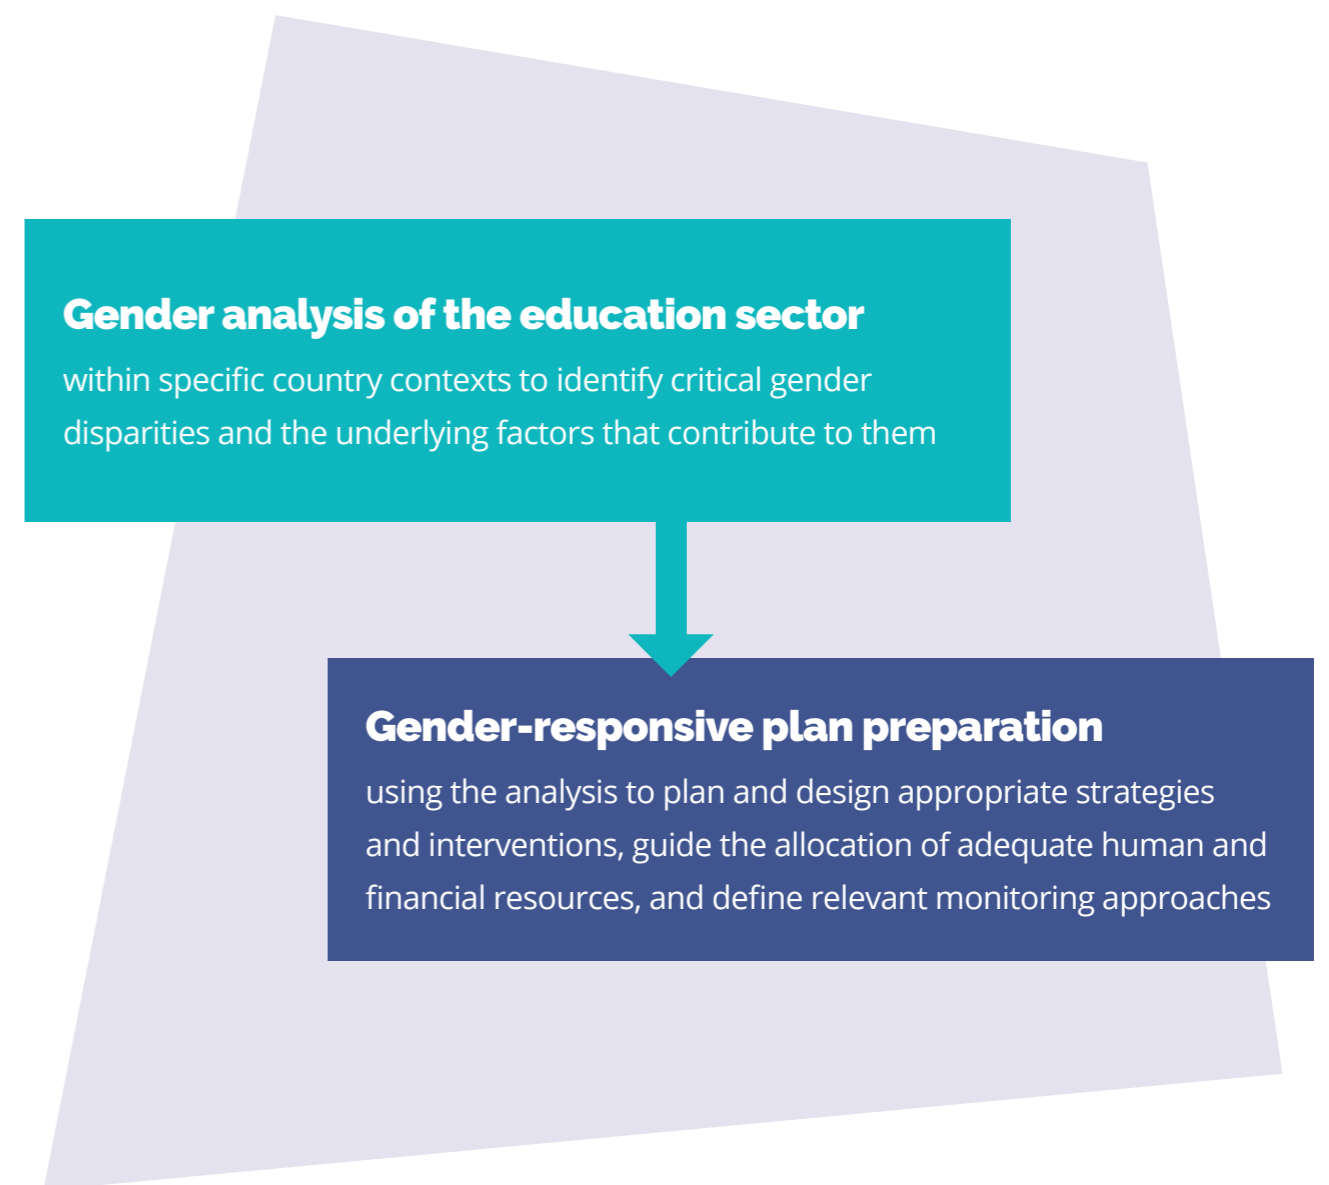 Gender analysis of the education sector
within specific country contexts to identify critical gender
disparities and the underlying factors that contribute to them
Gender-responsive plan preparation
using the analysis to plan and design appropriate strategies
and interventions, guide the allocation of adequate human and
financial resources, and define relevant monitoring approaches